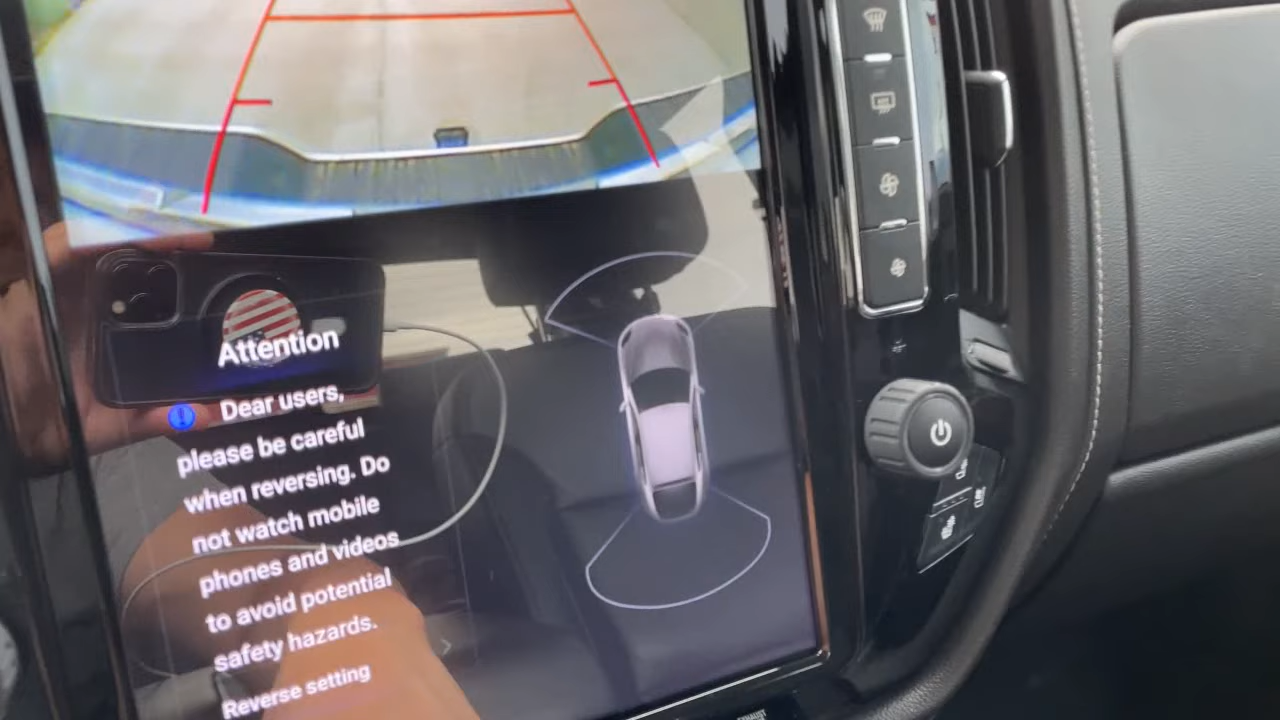 Attention
Dear users,
please be careful
when reversing. Do
not watch mobile
phones and videos
to avoid potential
safety hazards.
Reverse setting